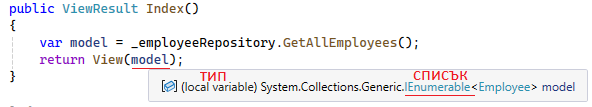 public ViewResult Index()
{
var model = _employeeRepository.GetAllEmployees();
return View(model);
}
тип
списък
(local variable) System.Collections.Generic.IEnumerable<Employee> model